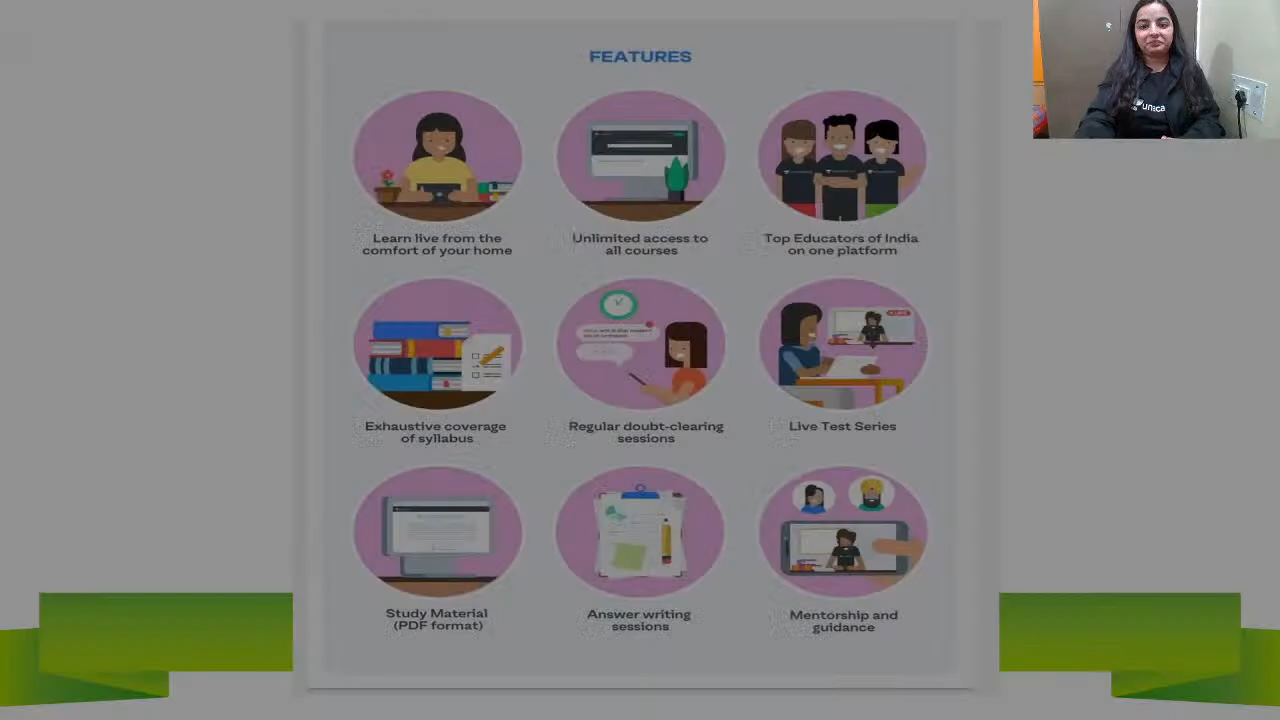 FEATURES
Learn live from the
comfort of your home
Unlimited access to
all courses
Top Educators of India
on one platform
Exhaustive coverage
of syllabus
Regular doubt-clearing
sessions
Live Test Series
Study Material
(PDF format)
Answer writing
sessions
Mentorship and
guidance